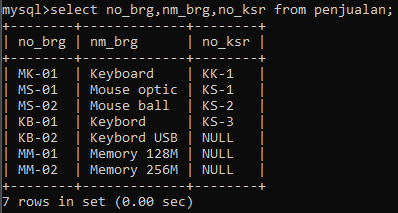 mysql>select no_brg,nm_brg,no_ksr from penjualan;
+--------+--------------+--------+
| no_brg | nm_brg       | no_ksr |
+--------+--------------+--------+
| MK-01  | Keyboard     | KK-1   |
| MS-01  | Mouse optic  | KS-1   |
| MS-02  | Mouse ball   | KS-2   |
| KB-01  | Keybord      | KS-3   |
| KB-02  | Keybord USB  | NULL   |
| MM-01  | Memory 128M  | NULL   |
| MM-02  | Memory 256M  | NULL   |
+--------+--------------+--------+
7 rows in set (0.00 sec)